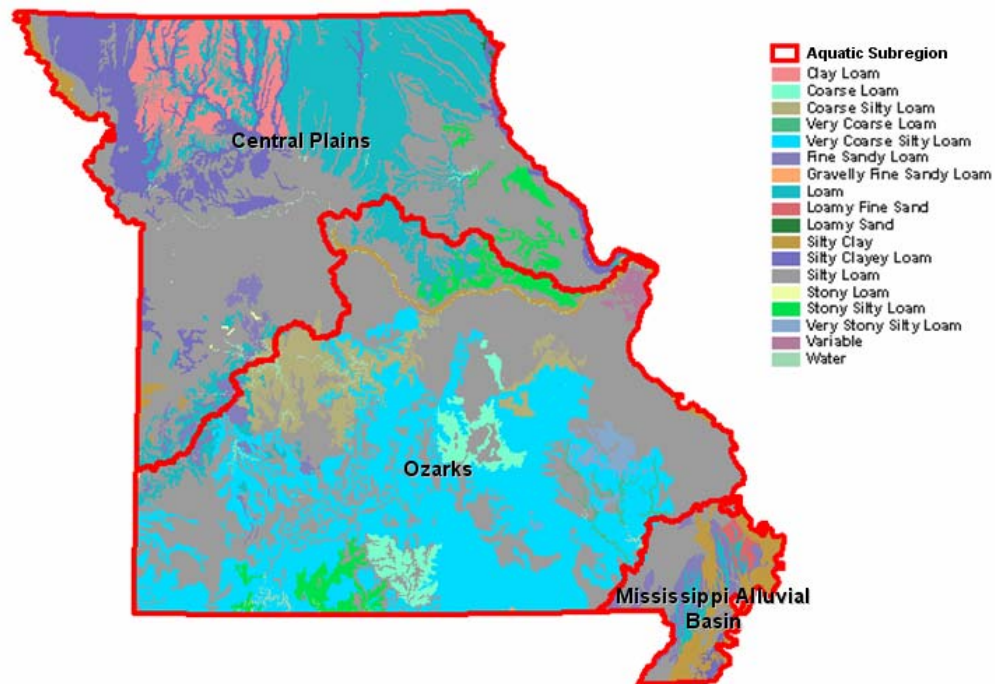 Aquatic Subregion
Clay Loam
Coarse Loam
Coarse Silty Loam
Very Coarse Loam
Very Coarse Silty Loam
Fine Sandy Loam
Gravelly Fine Sandy Loam
Loam
Loamy Fine Sand
Loamy Sand
Silty Clay
Silty Clayey Loam
Silty Loam
Stony Loam
Stony Silty Loam
Very Stony Silty Loam
Variable
Water
Central Plains
Ozarks
Mississippi Alluvial
Basin